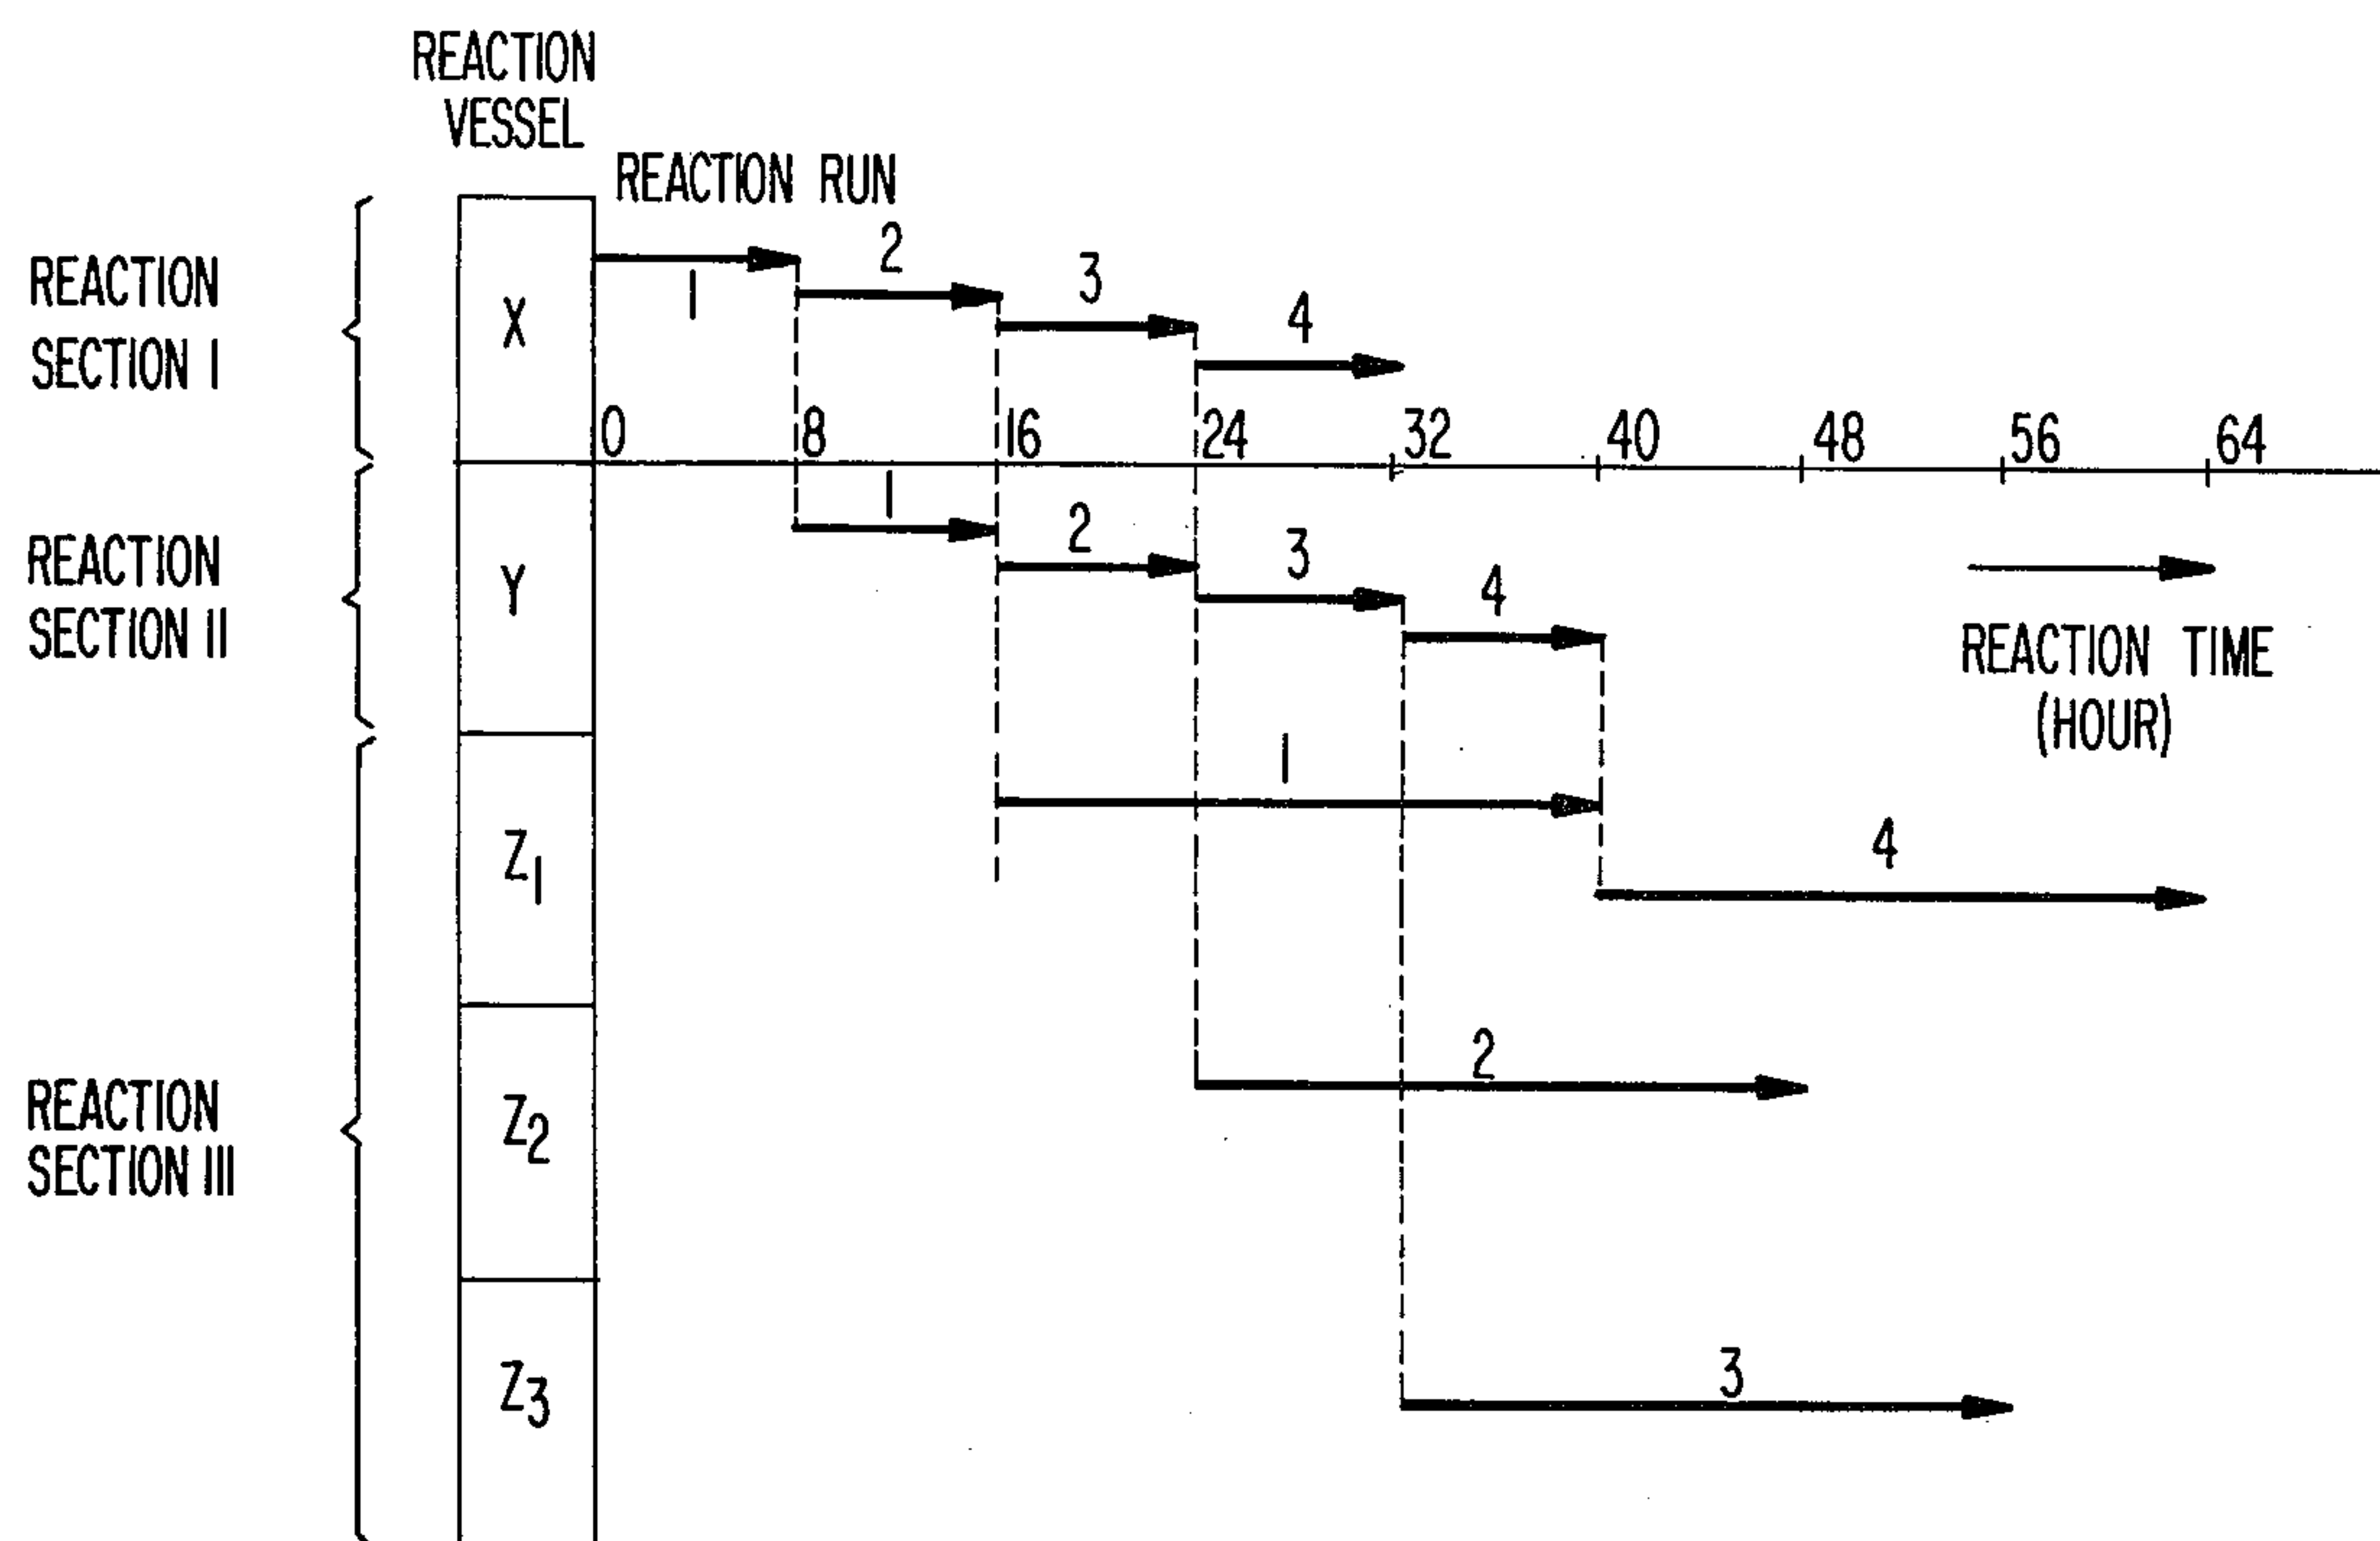 REACTION
VESSEL
REACTION RUN
1
2
3
4
REACTION
SECTION I
X
0 8 16 24 32 40 48 56 64
1
2
3
4
REACTION
SECTION II
Y
REACTION TIME
(HOUR)
1
Z1
4
REACTION
SECTION III
2
Z2
3
Z3